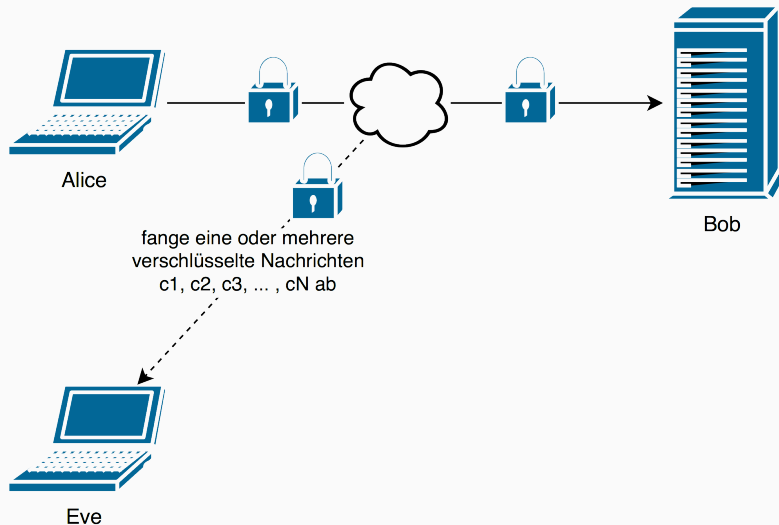 Alice
Bob
fange eine oder mehrere
verschlüsselte Nachrichten
c1, c2, c3, ... , cN ab
Eve